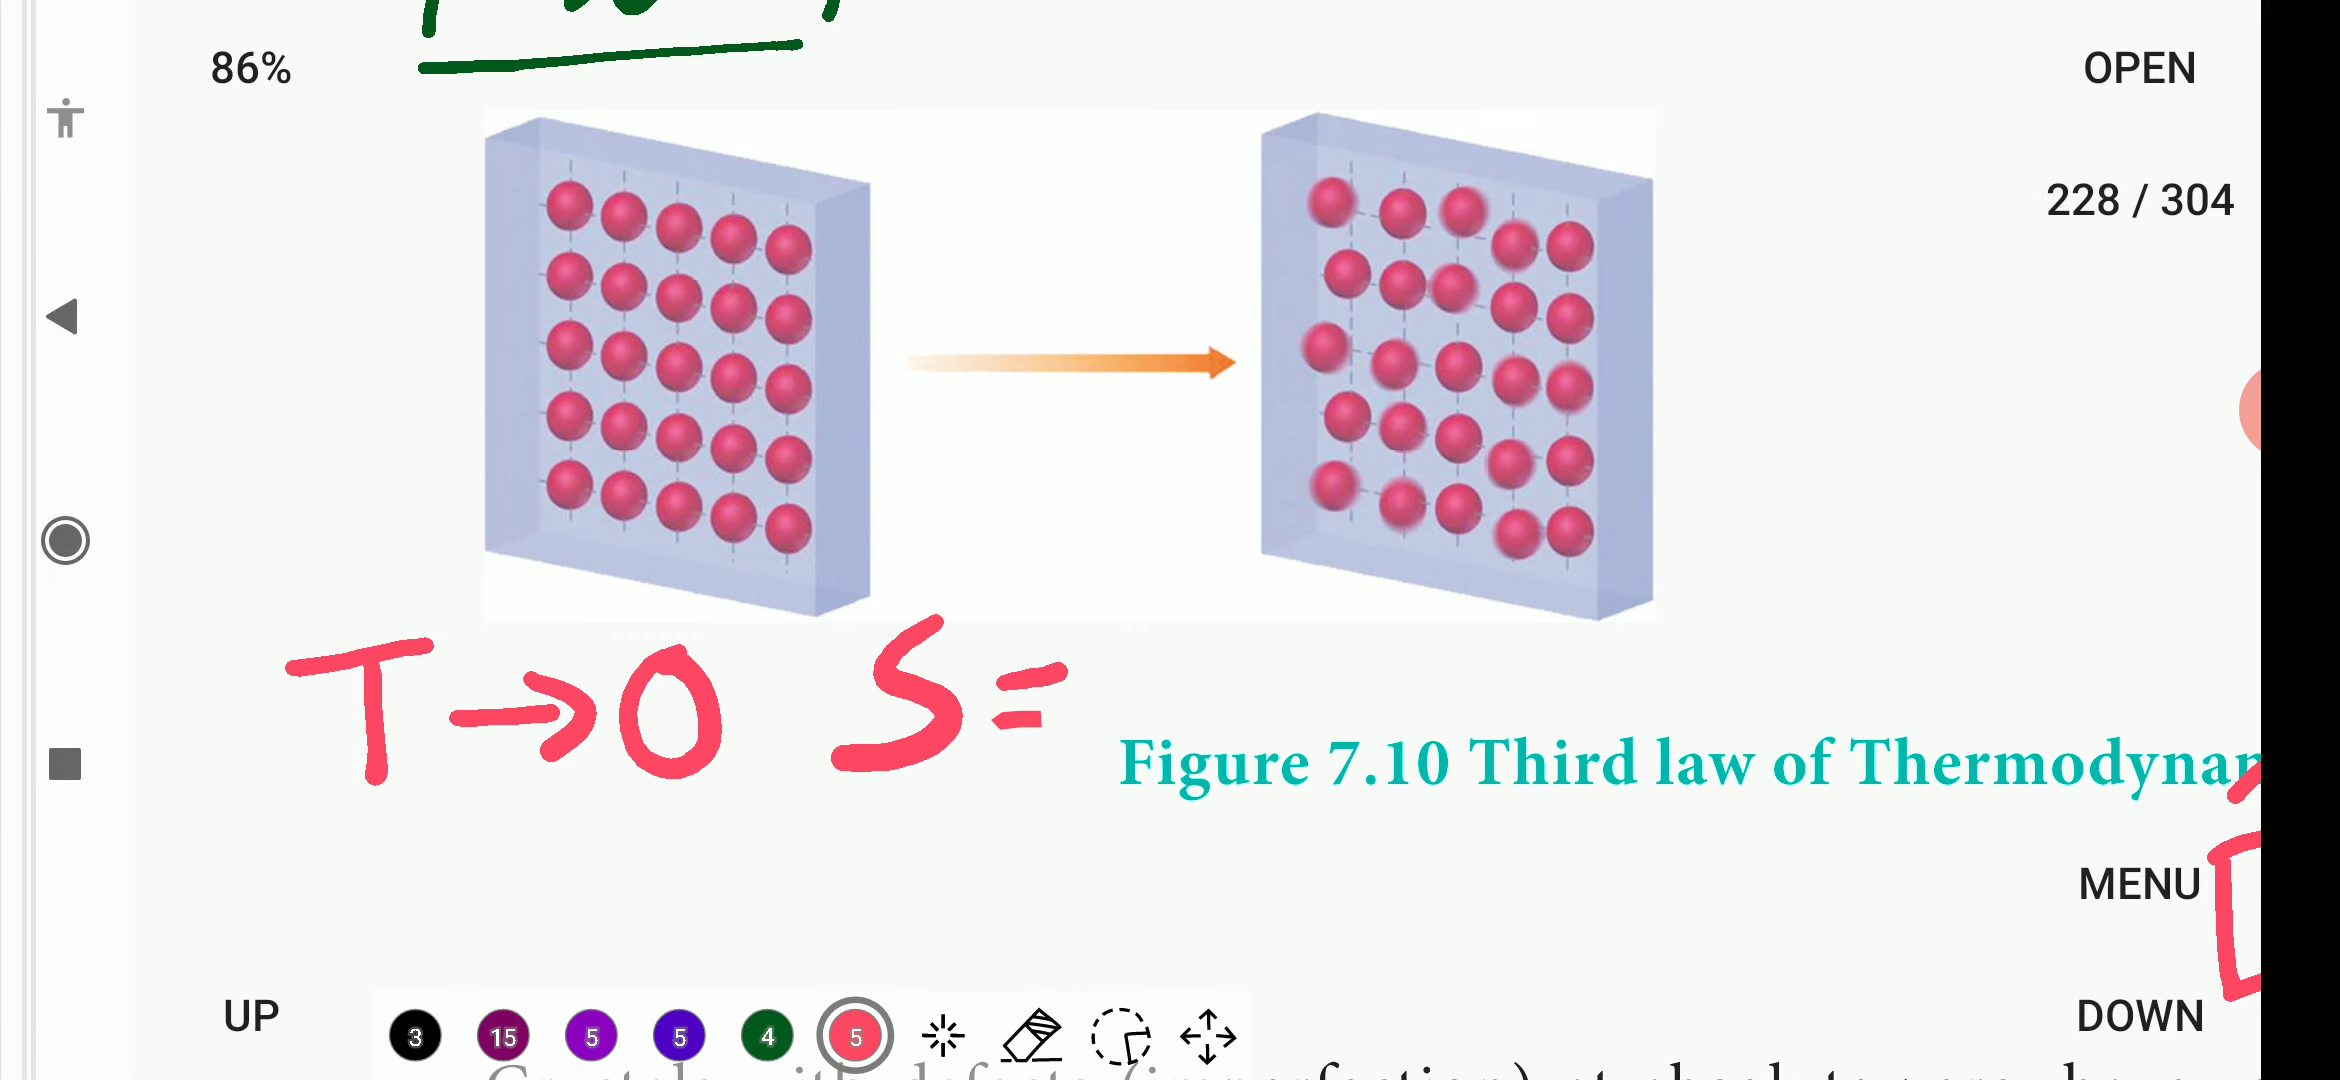 86%
OPEN
228 / 304
T→0 S=
Figure 7.10 Third law of
MENU
UP
DOWN
3 15 5 5 4 5